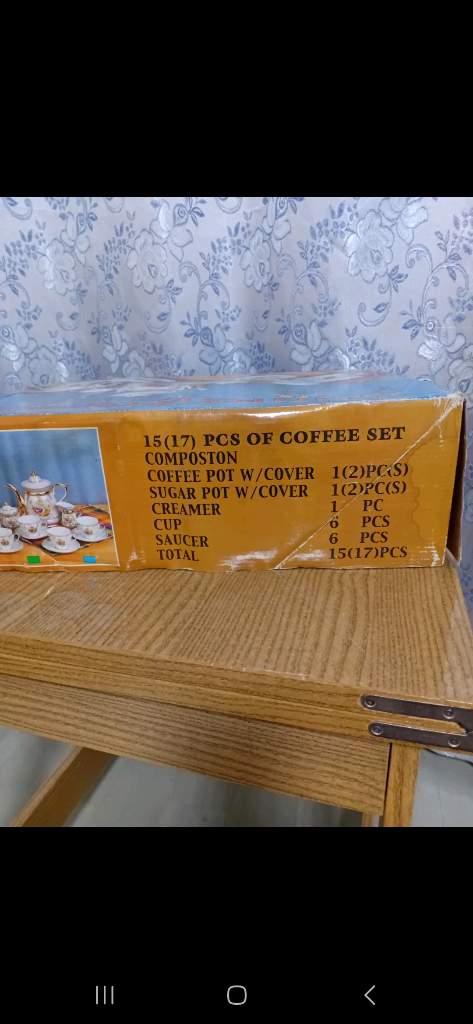 15(17) PCS OF COFFEE SET
COMPOSTON
COFFEE POT W/COVER 1(2)PC(S)
SUGAR POT W/COVER 1(2)PC(S)
CREAMER 1 PC
CUP 6 PCS
SAUCER 6 PCS
TOTAL 15(17)PCS